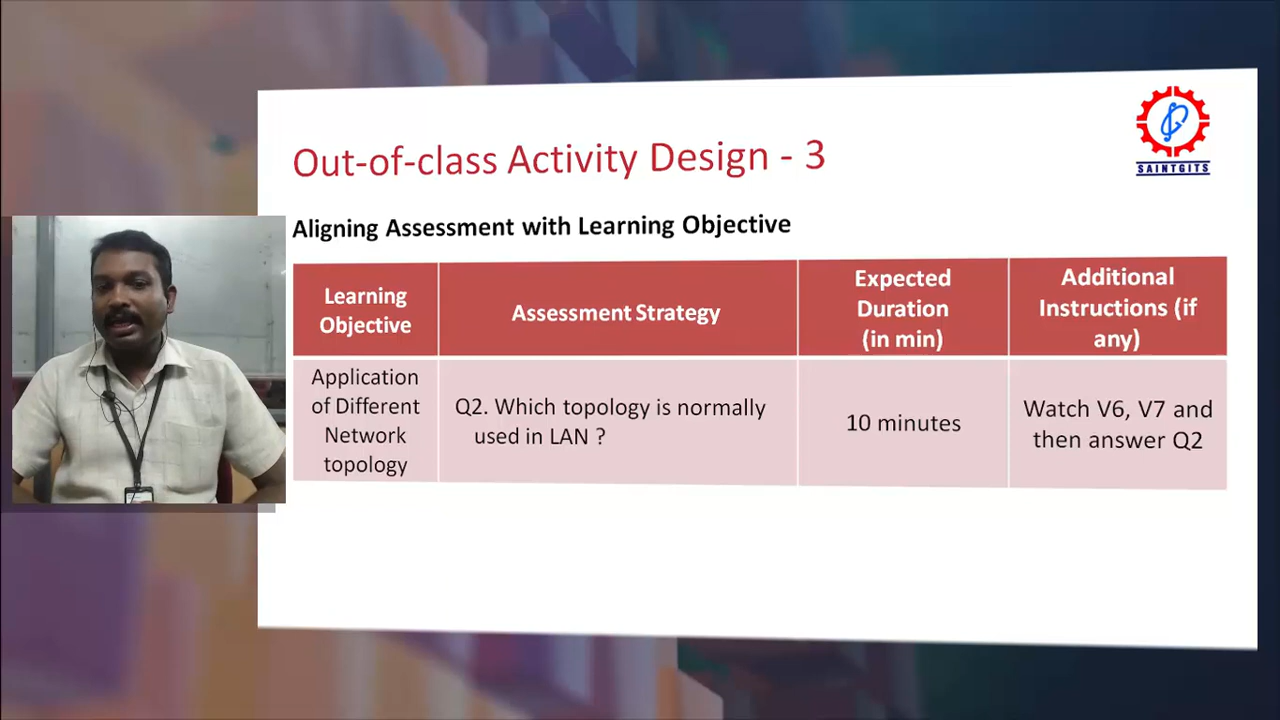 SAINTGITS
Out-of-class Activity Design - 3
Aligning Assessment with Learning Objective
Learning
Objective
Assessment Strategy
Expected
Duration
(in min)
Additional
Instructions (if
any)
Application
of Different
Network
topology
Q2. Which topology is normally
used in LAN ?
10 minutes
Watch V6, V7 and
then answer Q2